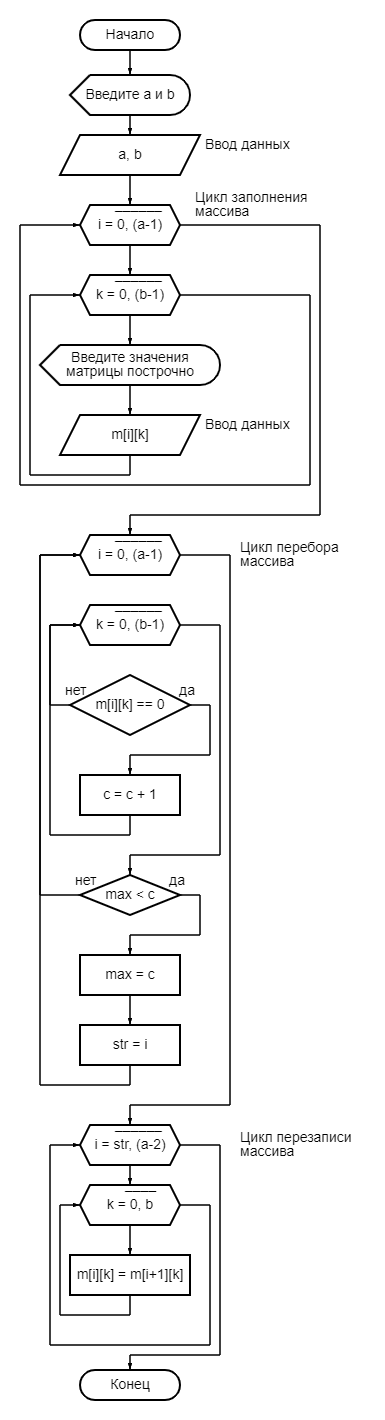 Начало
Введите a и b
a, b
Ввод данных
Цикл заполнения
массива
i = 0, (a-1)
k = 0, (b-1)
Введите значения
матрицы построчно
m[i][k]
Ввод данных
i = 0, (a-1)
Цикл перебора
массива
k = 0, (b-1)
нет
да
m[i][k] == 0
c = c + 1
нет
да
max < c
max = c
str = i
i = str, (a-2)
Цикл перезаписи
массива
k = 0, b
m[i][k] = m[i+1][k]
Конец